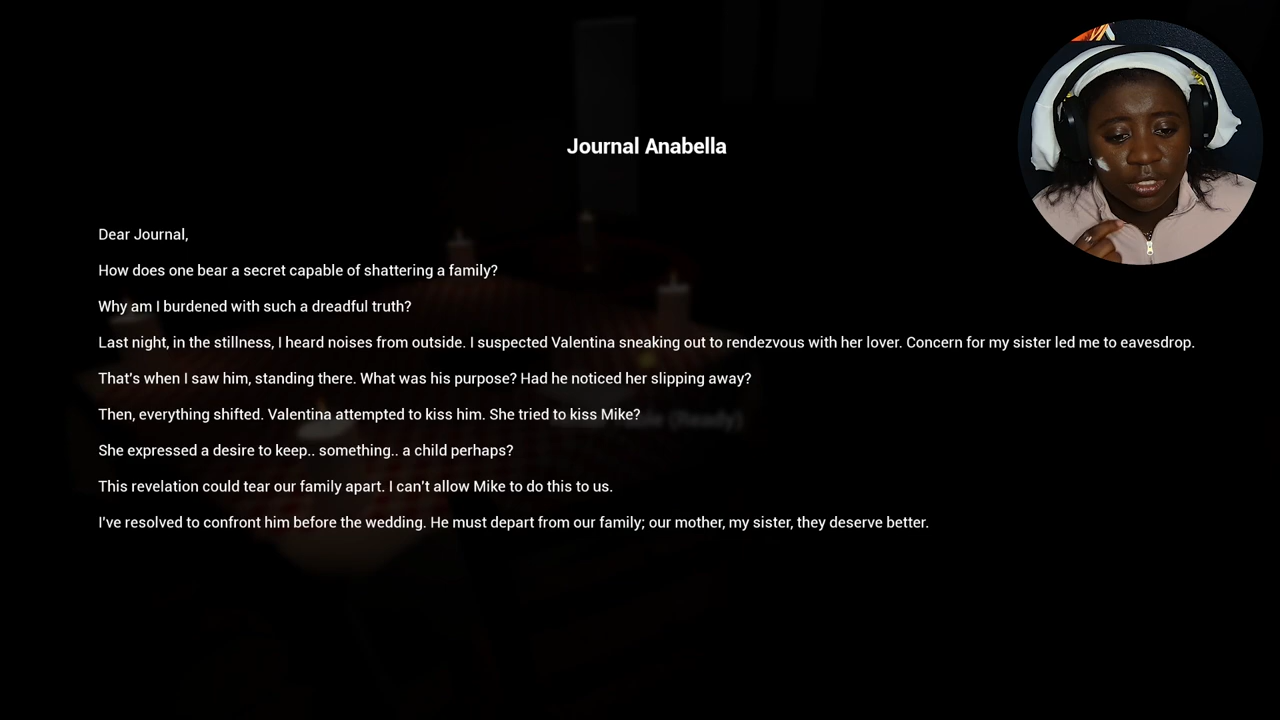 Journal Anabella
Dear Journal,
How does one bear a secret capable of shattering a family?
Why am I burdened with such a dreadful truth?
Last night, in the stillness, I heard noises from outside. I suspected Valentina sneaking out to rendezvous with her lover. Concern for my sister led me to eavesdrop.
That's when I saw him, standing there. What was his purpose? Had he noticed her slipping away?
Then, everything shifted. Valentina attempted to kiss him. She tried to kiss Mike?
(Ready)
She expressed a desire to keep.. something.. a child perhaps?
This revelation could tear our family apart. I can't allow Mike to do this to us.
I've resolved to confront him before the wedding. He must depart from our family; our mother, my sister, they deserve better.